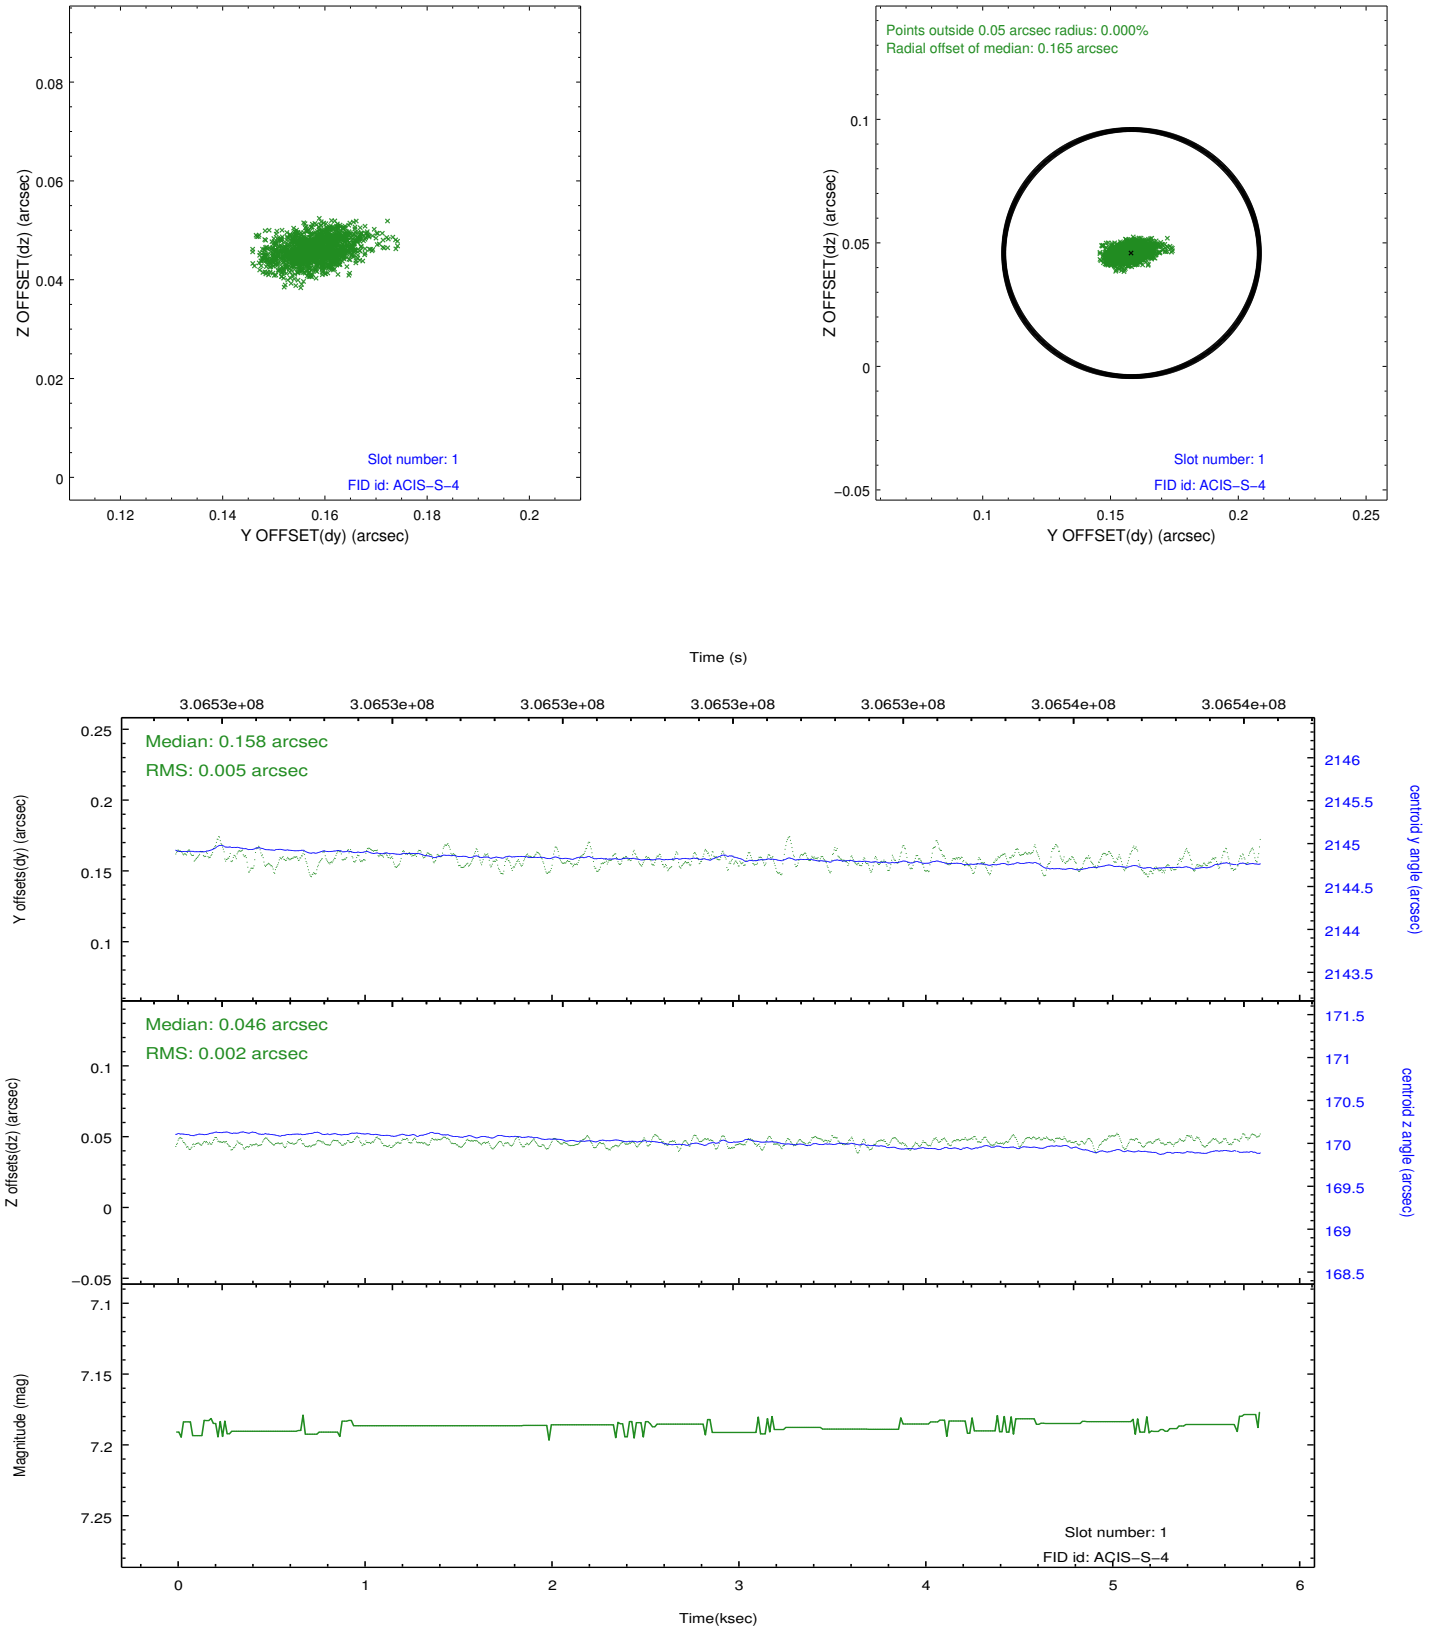 0.08
0.06
0.04
0.02
0
Z OFFSET(dz) (arcsec)
Slot number: 1
FID id: ACIS−S−4
0.12 0.14 0.16 0.18 0.2
Y OFFSET(dy) (arcsec)
Points outside 0.05 arcsec radius: 0.000%
Radial offset of median: 0.165 arcsec
0.1
0.05
0
−0.05
Z OFFSET(dz) (arcsec)
Slot number: 1
FID id: ACIS−S−4
0.1 0.15 0.2 0.25
Y OFFSET(dy) (arcsec)
Time (s)
3.0653e+08 3.0653e+08 3.0653e+08 3.0653e+08 3.0653e+08 3.0654e+08 3.0654e+08
Median: 0.158 arcsec
RMS: 0.005 arcsec
0.25
0.2
0.15
0.1
Y offsets(dy) (arcsec)
2146
2145.5
2145
2144.5
2144
2143.5
centroid y angle (arcsec)
Median: 0.046 arcsec
RMS: 0.002 arcsec
0.1
0.05
0
−0.05
Z offsets(dz) (arcsec)
171.5
171
170.5
170
169.5
169
168.5
centroid z angle (arcsec)
7.1
7.15
7.2
7.25
Magnitude (mag)
Slot number: 1
FID id: ACIS−S−4
0 1 2 3 4 5 6
Time(ksec)